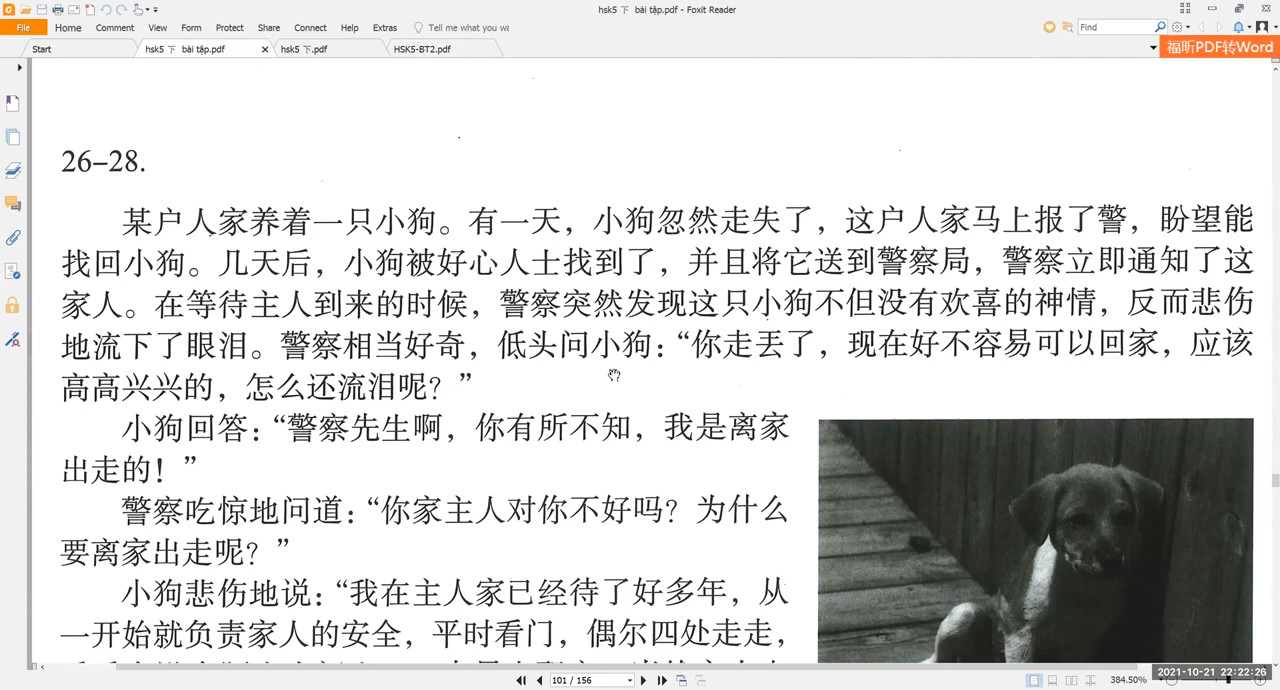 hsk5 下 bài tập.pdf - Foxit Reader
File Home Comment View Form Protect Share Connect Help Extras Tell me what you wa Find
Start hsk5 下 bài tập.pdf hsk5 下.pdf HSK5-BT2.pdf 福昕PDF转Word
26–28.
某户人家养着一只小狗。有一天，小狗忽然走失了，这户人家马上报了警，盼望能
找回小狗。几天后，小狗被好心人士找到了，并且将它送到警察局，警察立即通知了这
家人。在等待主人到来的时候，警察突然发现这只小狗不但没有欢喜的神情，反而悲伤
地流下了眼泪。警察相当好奇，低头问小狗：“你走丢了，现在好不容易可以回家，应该
高高兴兴的，怎么还流泪呢？”
小狗回答：“警察先生啊，你有所不知，我是离家
出走的！”
警察吃惊地问道：“你家主人对你不好吗？为什么
要离家出走呢？”
小狗悲伤地说：“我在主人家已经待了好多年，从
一开始就负责家人的安全，平时看门，偶尔四处走走，
101 / 156
384.50%
2021-10-21 22:22:26